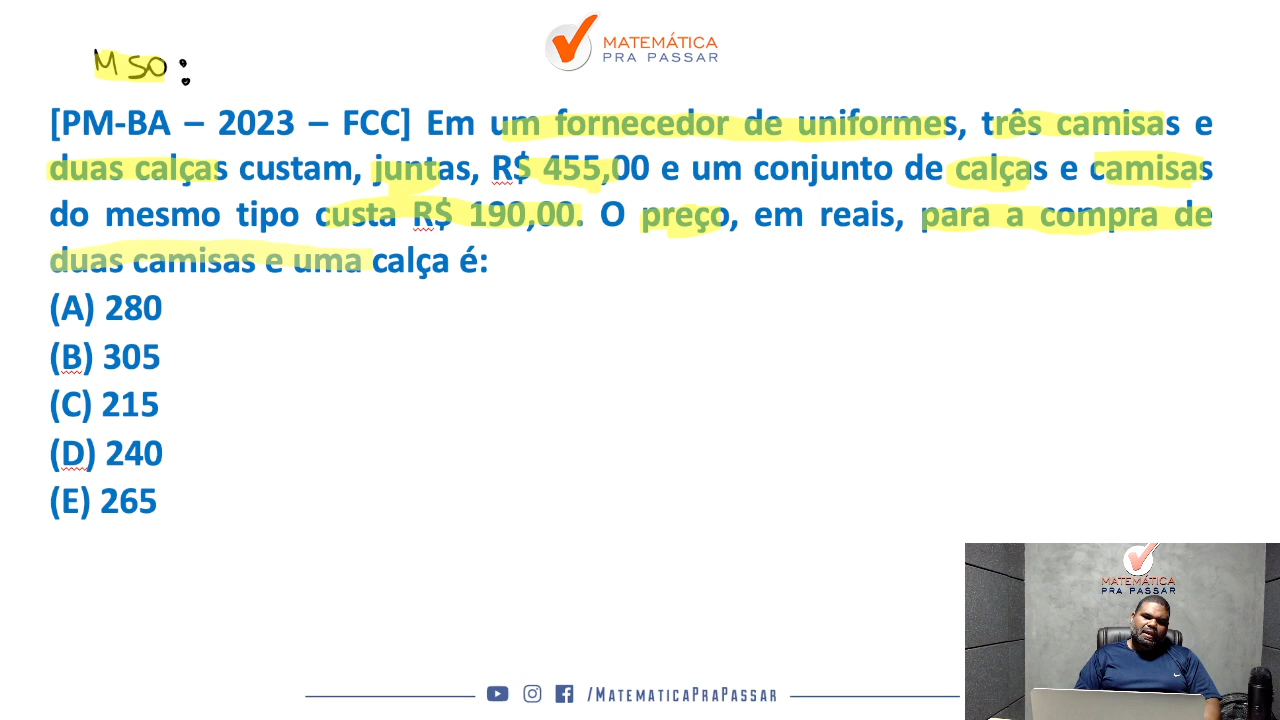 MATEMÁTICA
PRA PASSAR
MSO:
[PM-BA – 2023 – FCC] Em um fornecedor de uniformes, três camisas e
duas calças custam, juntas, R$ 455,00 e um conjunto de calças e camisas
do mesmo tipo custa R$ 190,00. O preço, em reais, para a compra de
duas camisas e uma calça é:
(A) 280
(B) 305
(C) 215
(D) 240
(E) 265
MATEMÁTICA
PRA PASSAR
/MATEMATICAPRAPASSAR